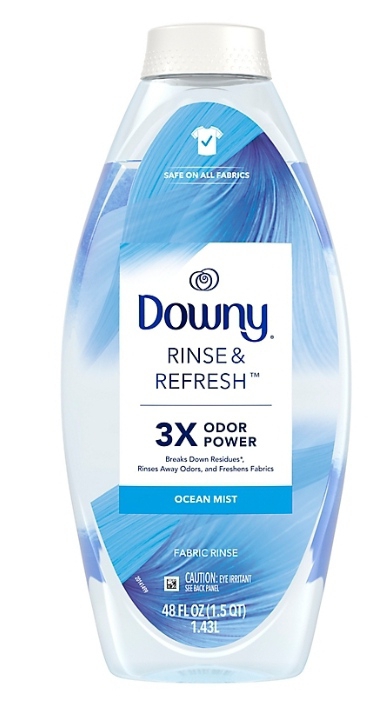 SAFE ON ALL FABRICS
Downy®
RINSE &
REFRESH™
3X ODOR
POWER
Breaks Down Residues*,
Rinses Away Odors, and Freshens Fabrics
OCEAN MIST
FABRIC RINSE
CAUTION: EYE IRRITANT
SEE BACK PANEL
48 FL OZ (1.5 QT)
1.43L